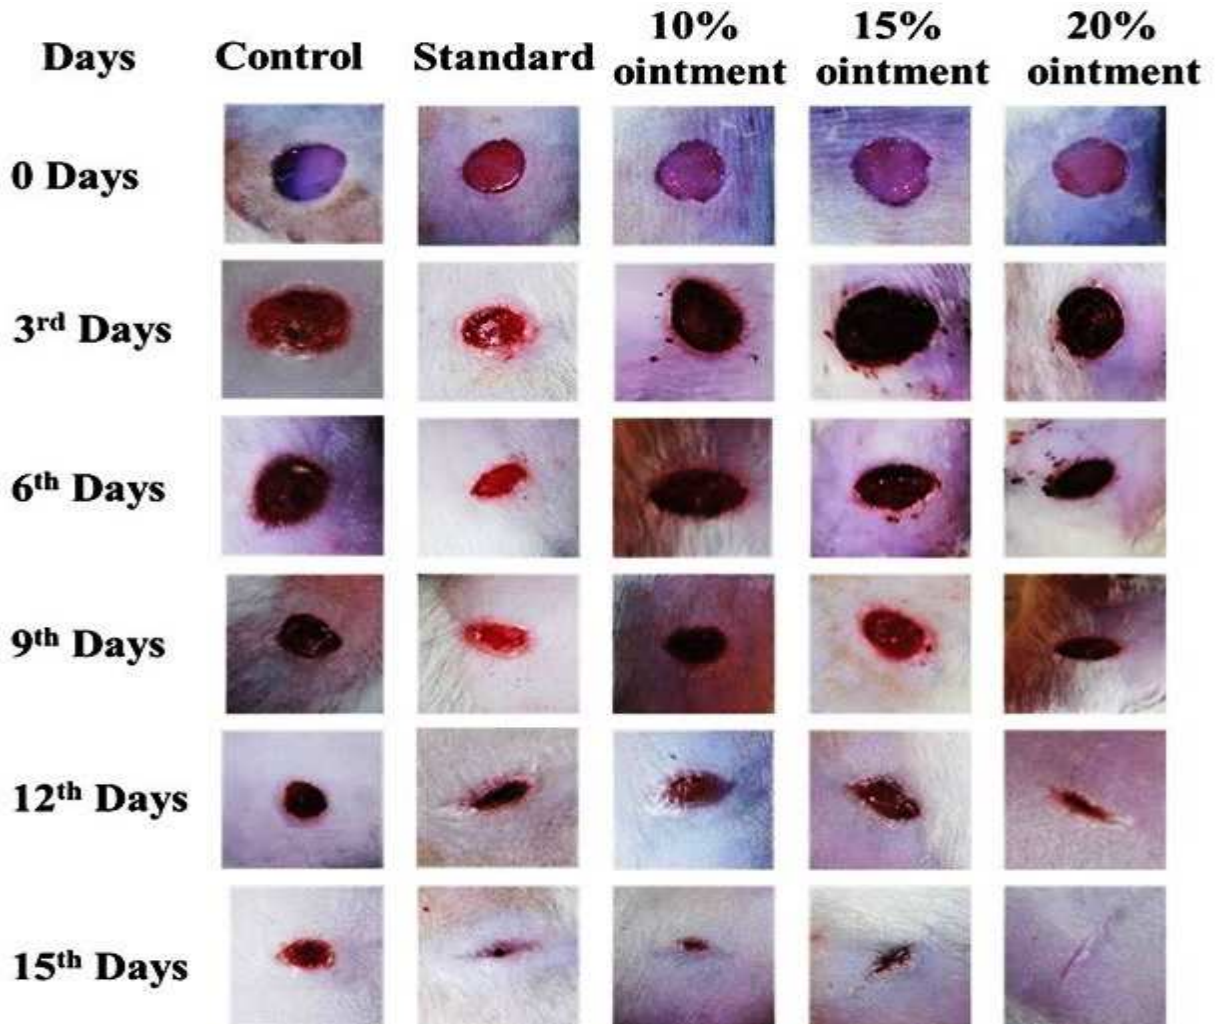 Days Control Standard 10% ointment 15% ointment 20% ointment
0 Days
3rd Days
6th Days
9th Days
12th Days
15th Days